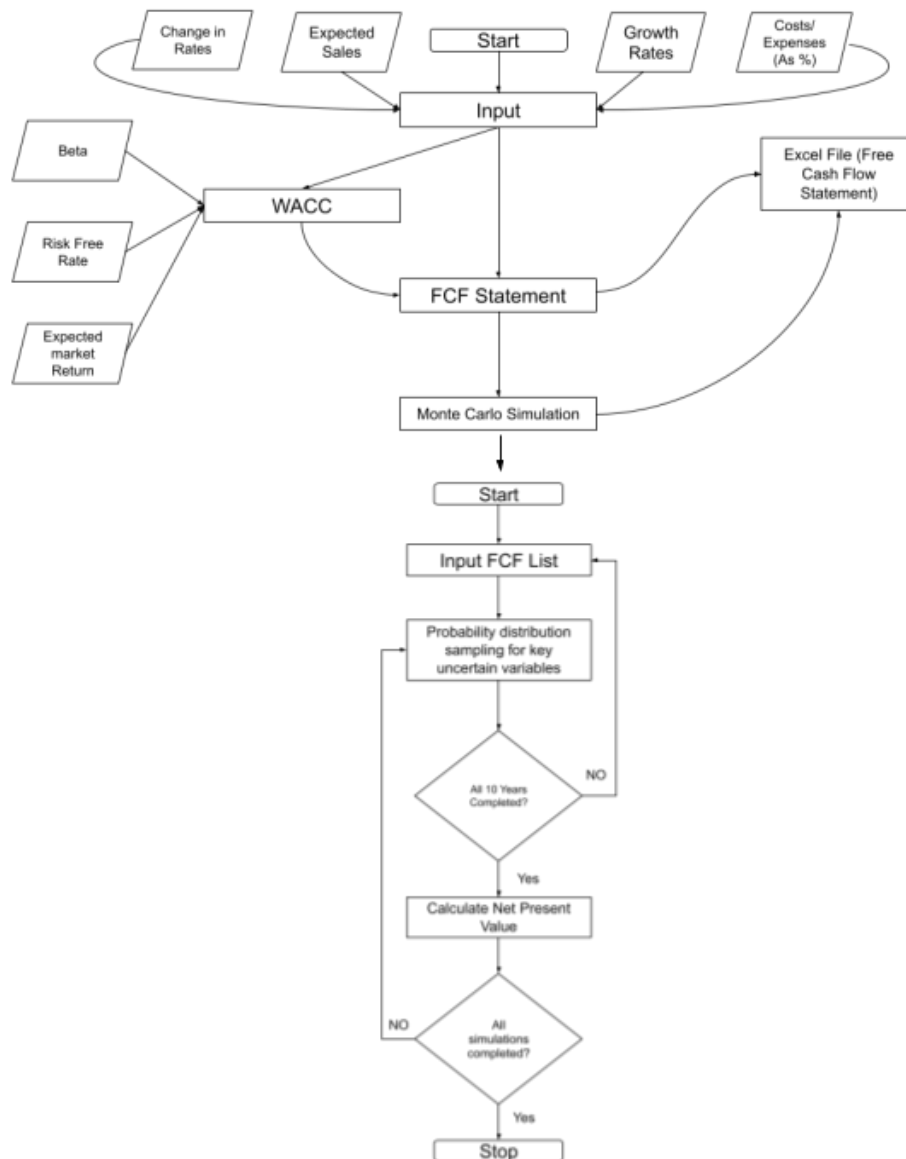 Change in
Rates
Expected
Sales
Start
Growth
Rates
Costs/
Expenses
(As %)
Input
Beta
Excel File (Free
Cash Flow
Statement)
WACC
Risk Free
Rate
FCF Statement
Expected
market
Return
Monte Carlo Simulation
Start
Input FCF List
Probability distribution
sampling for key
uncertain variables
All 10 Years
Completed?
NO
Yes
Calculate Net Present
Value
NO
All
simulations
completed?
Yes
Stop